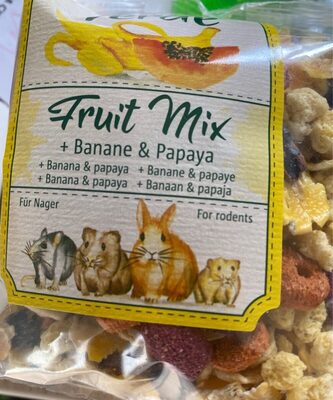 Fruit Mix
+ Banane & Papaya
+ Banana & papaya + Banane & papaye
+ Banana & papaya + Banaan & papaja
Für Nager For rodents